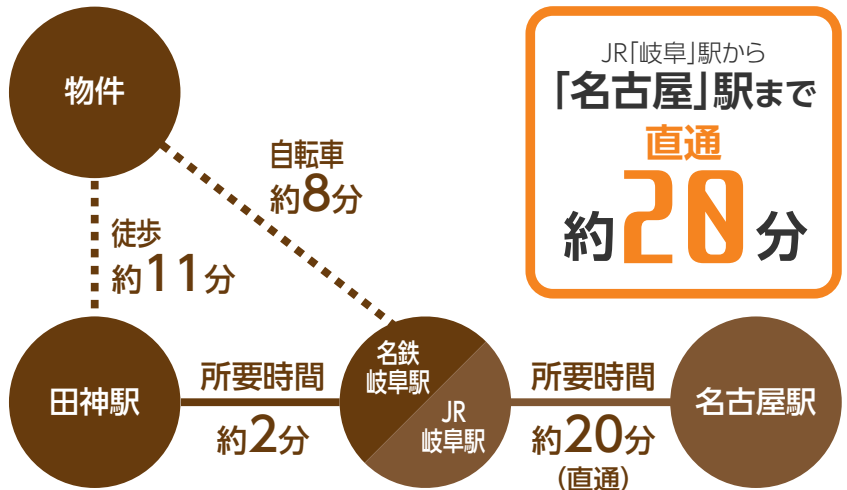 物件
JR「岐阜」駅から
「名古屋」駅まで
直通
約20分
自転車
約8分
徒歩
約11分
田神駅
所要時間
約2分
名鉄
岐阜駅
JR
岐阜駅
所要時間
約20分
(直通)
名古屋駅